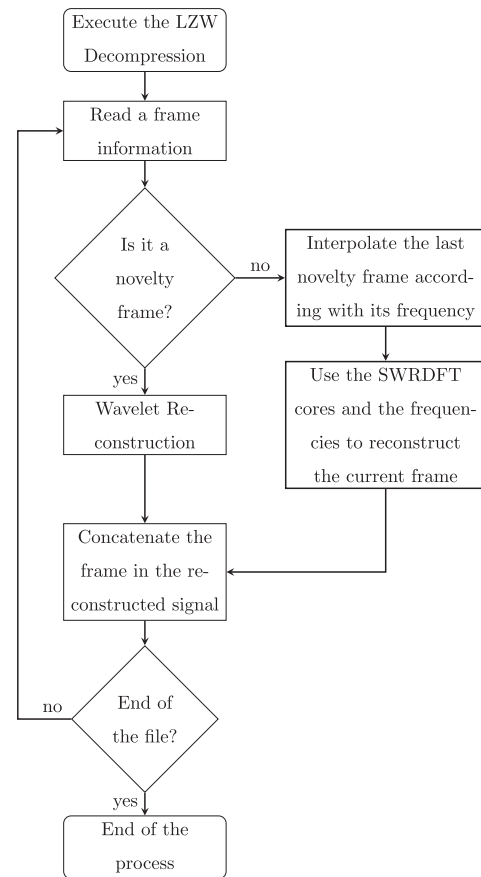 Execute the LZW
Decompression
Read a frame
information
Is it a
novelty
frame?
no
Interpolate the last
novelty frame accord-
ing with its frequency
Use the SWRDFT
cores and the frequen-
cies to reconstruct
the current frame
yes
Wavelet Re-
construction
Concatenate the
frame in the re-
constructed signal
End of
the file?
no
yes
End of the
process